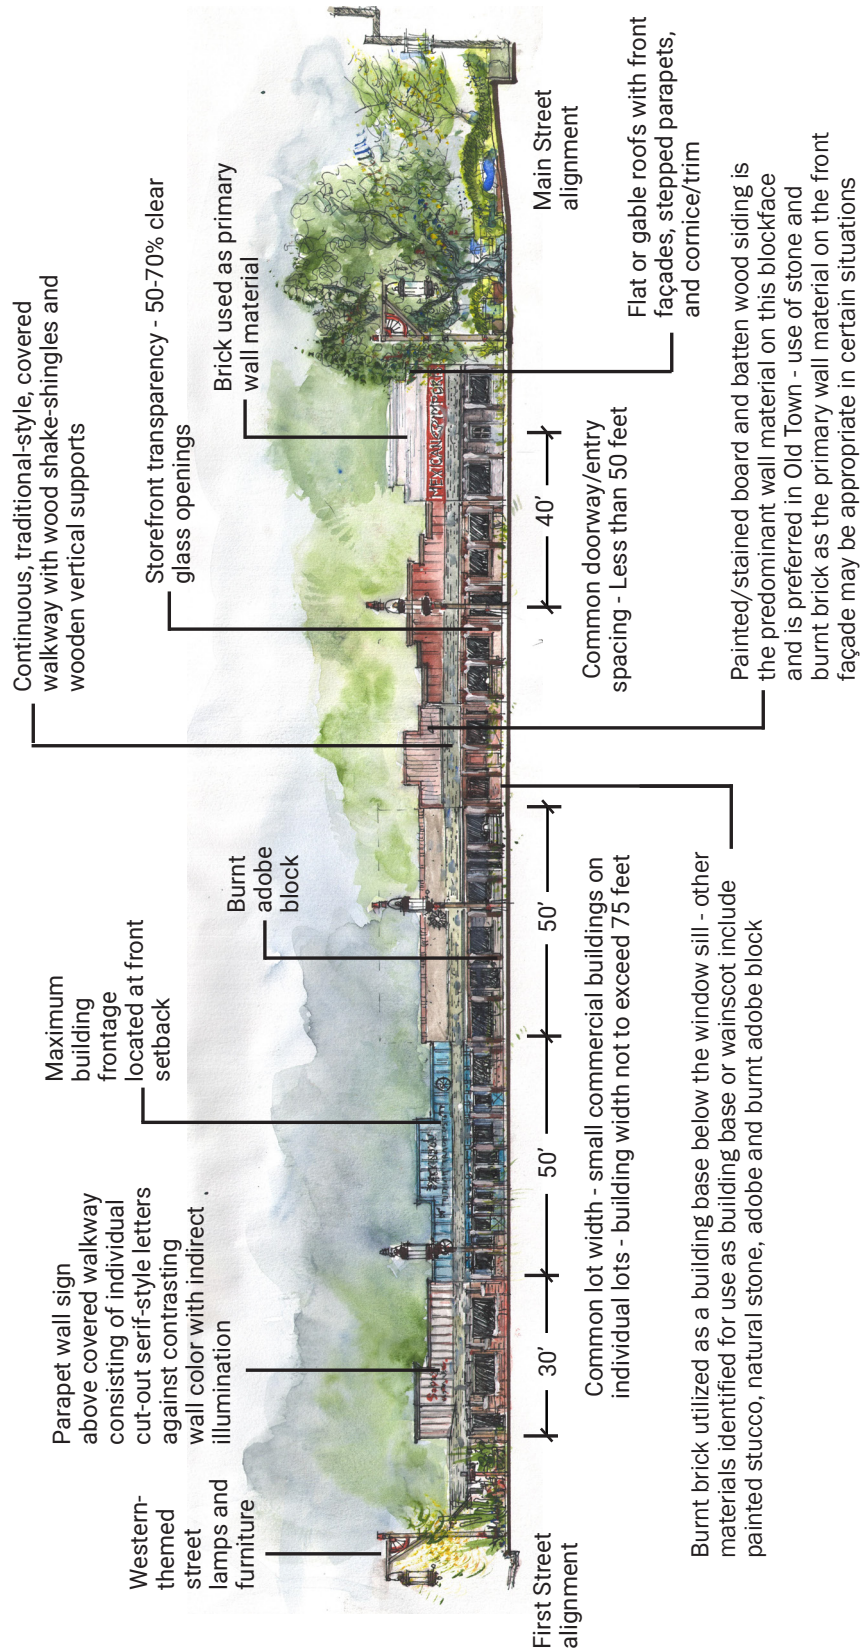 Western-
themed
street
lamps and
furniture
Parapet wall sign
above covered walkway
consisting of individual
cut-out serif-style letters
against contrasting
wall color with indirect
illumination
Maximum
building
frontage
located at front
setback
Burnt
adobe
block
Continuous, traditional-style, covered
walkway with wood shake-shingles and
wooden vertical supports
Storefront transparency - 50-70% clear
glass openings
Brick used as primary
wall material
First Street
alignment
30’
50’
50’
40’
Main Street
alignment
Common lot width - small commercial buildings on
individual lots - building width not to exceed 75 feet
Common doorway/entry
spacing - Less than 50 feet
Flat or gable roofs with front
façades, stepped parapets,
and cornice/trim
Burnt brick utilized as a building base below the window sill - other
materials identified for use as building base or wainscot include
painted stucco, natural stone, adobe and burnt adobe block
Painted/stained board and batten wood siding is
the predominant wall material on this blockface
and is preferred in Old Town - use of stone and
burnt brick as the primary wall material on the front
façade may be appropriate in certain situations